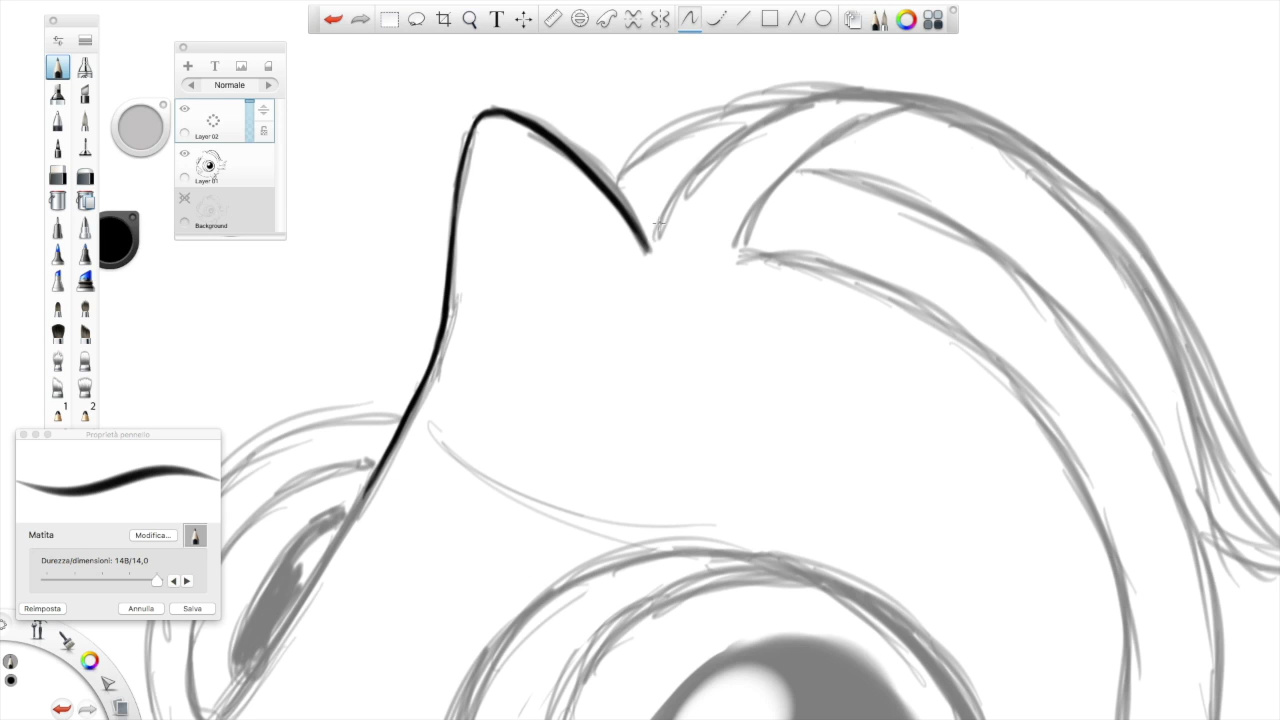 T
T
Normale
Layer 02
Layer 01
Background
1 2
Proprietà pennello
Matita
Modifica...
Durezza/dimensioni: 14B/14,0
Reimposta
Annulla
Salva